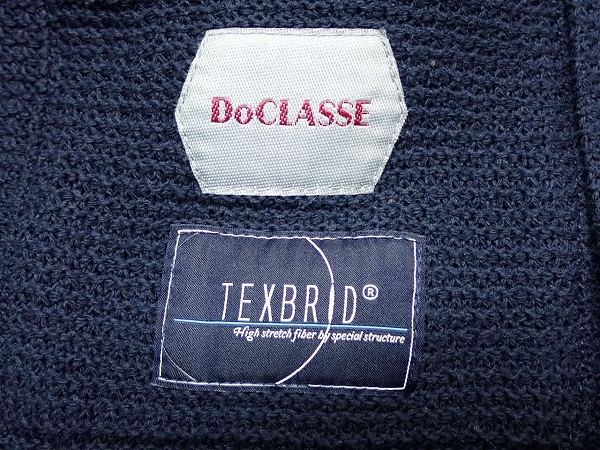 DoCLASSE
TEXBRID®
High stretch fiber by special structure